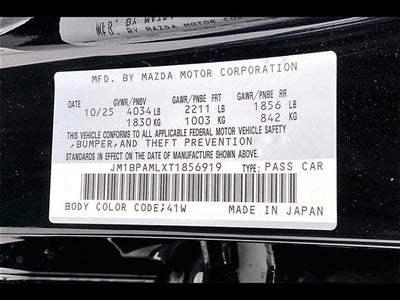 MFD. BY MAZDA MOTOR CORPORATION
DATE GVWR/PNBV GAWR/PNBE FRT GAWR/PNBE RR
10/25 4034 LB 2211 LB 1856 LB
1830 KG 1003 KG 842 KG
THIS VEHICLE CONFORMS TO ALL APPLICABLE FEDERAL MOTOR VEHICLE SAFETY,
BUMPER, AND THEFT PREVENTION
STANDARDS IN EFFECT ON THE DATE OF MANUFACTURE SHOWN ABOVE.
JM1BPAMLXT1856919 TYPE: PASS CAR
BODY COLOR CODE: 41W MADE IN JAPAN